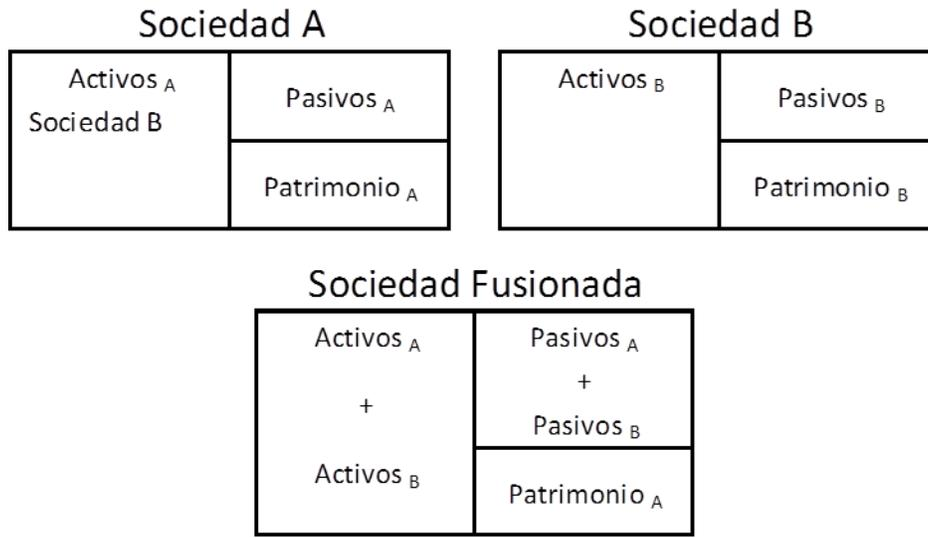 Sociedad A
Activos A
Sociedad B
Pasivos A
Patrimonio A
Sociedad B
Activos B
Pasivos B
Patrimonio B
Sociedad Fusionada
Activos A
+
Activos B
Pasivos A
+
Pasivos B
Patrimonio A